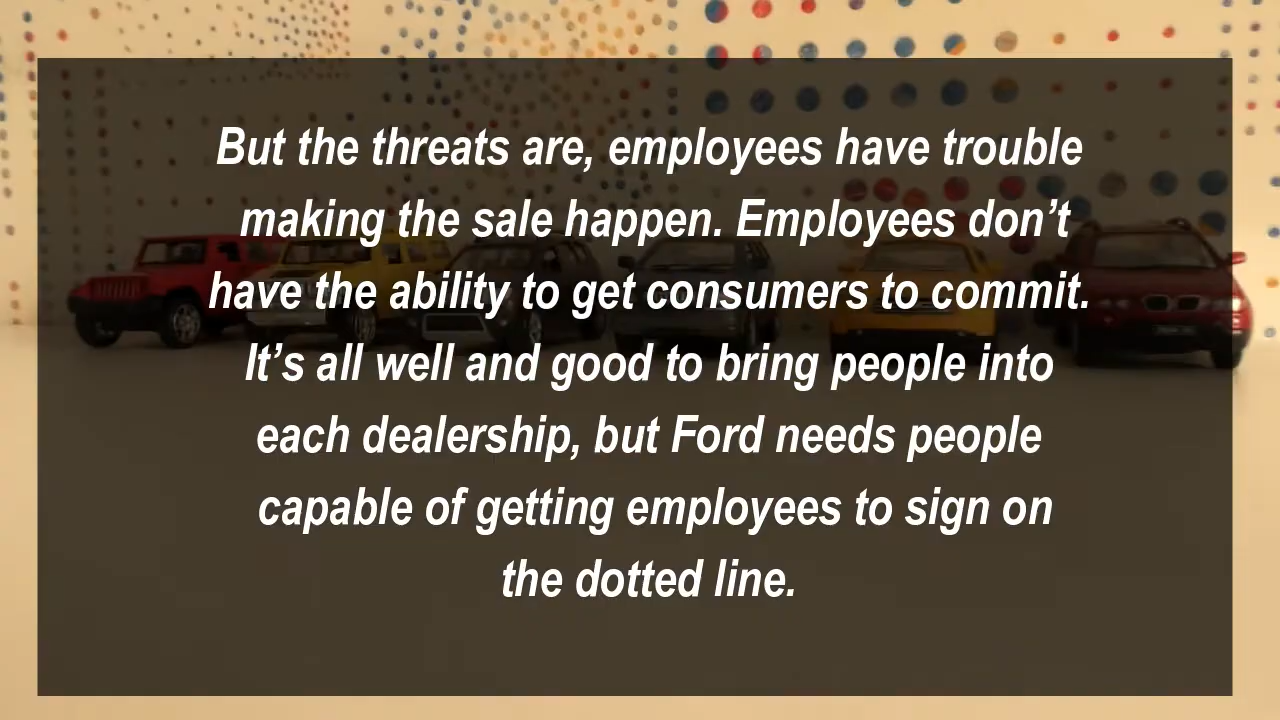 But the threats are, employees have trouble
making the sale happen. Employees don’t
have the ability to get consumers to commit.
It’s all well and good to bring people into
each dealership, but Ford needs people
capable of getting employees to sign on
the dotted line.